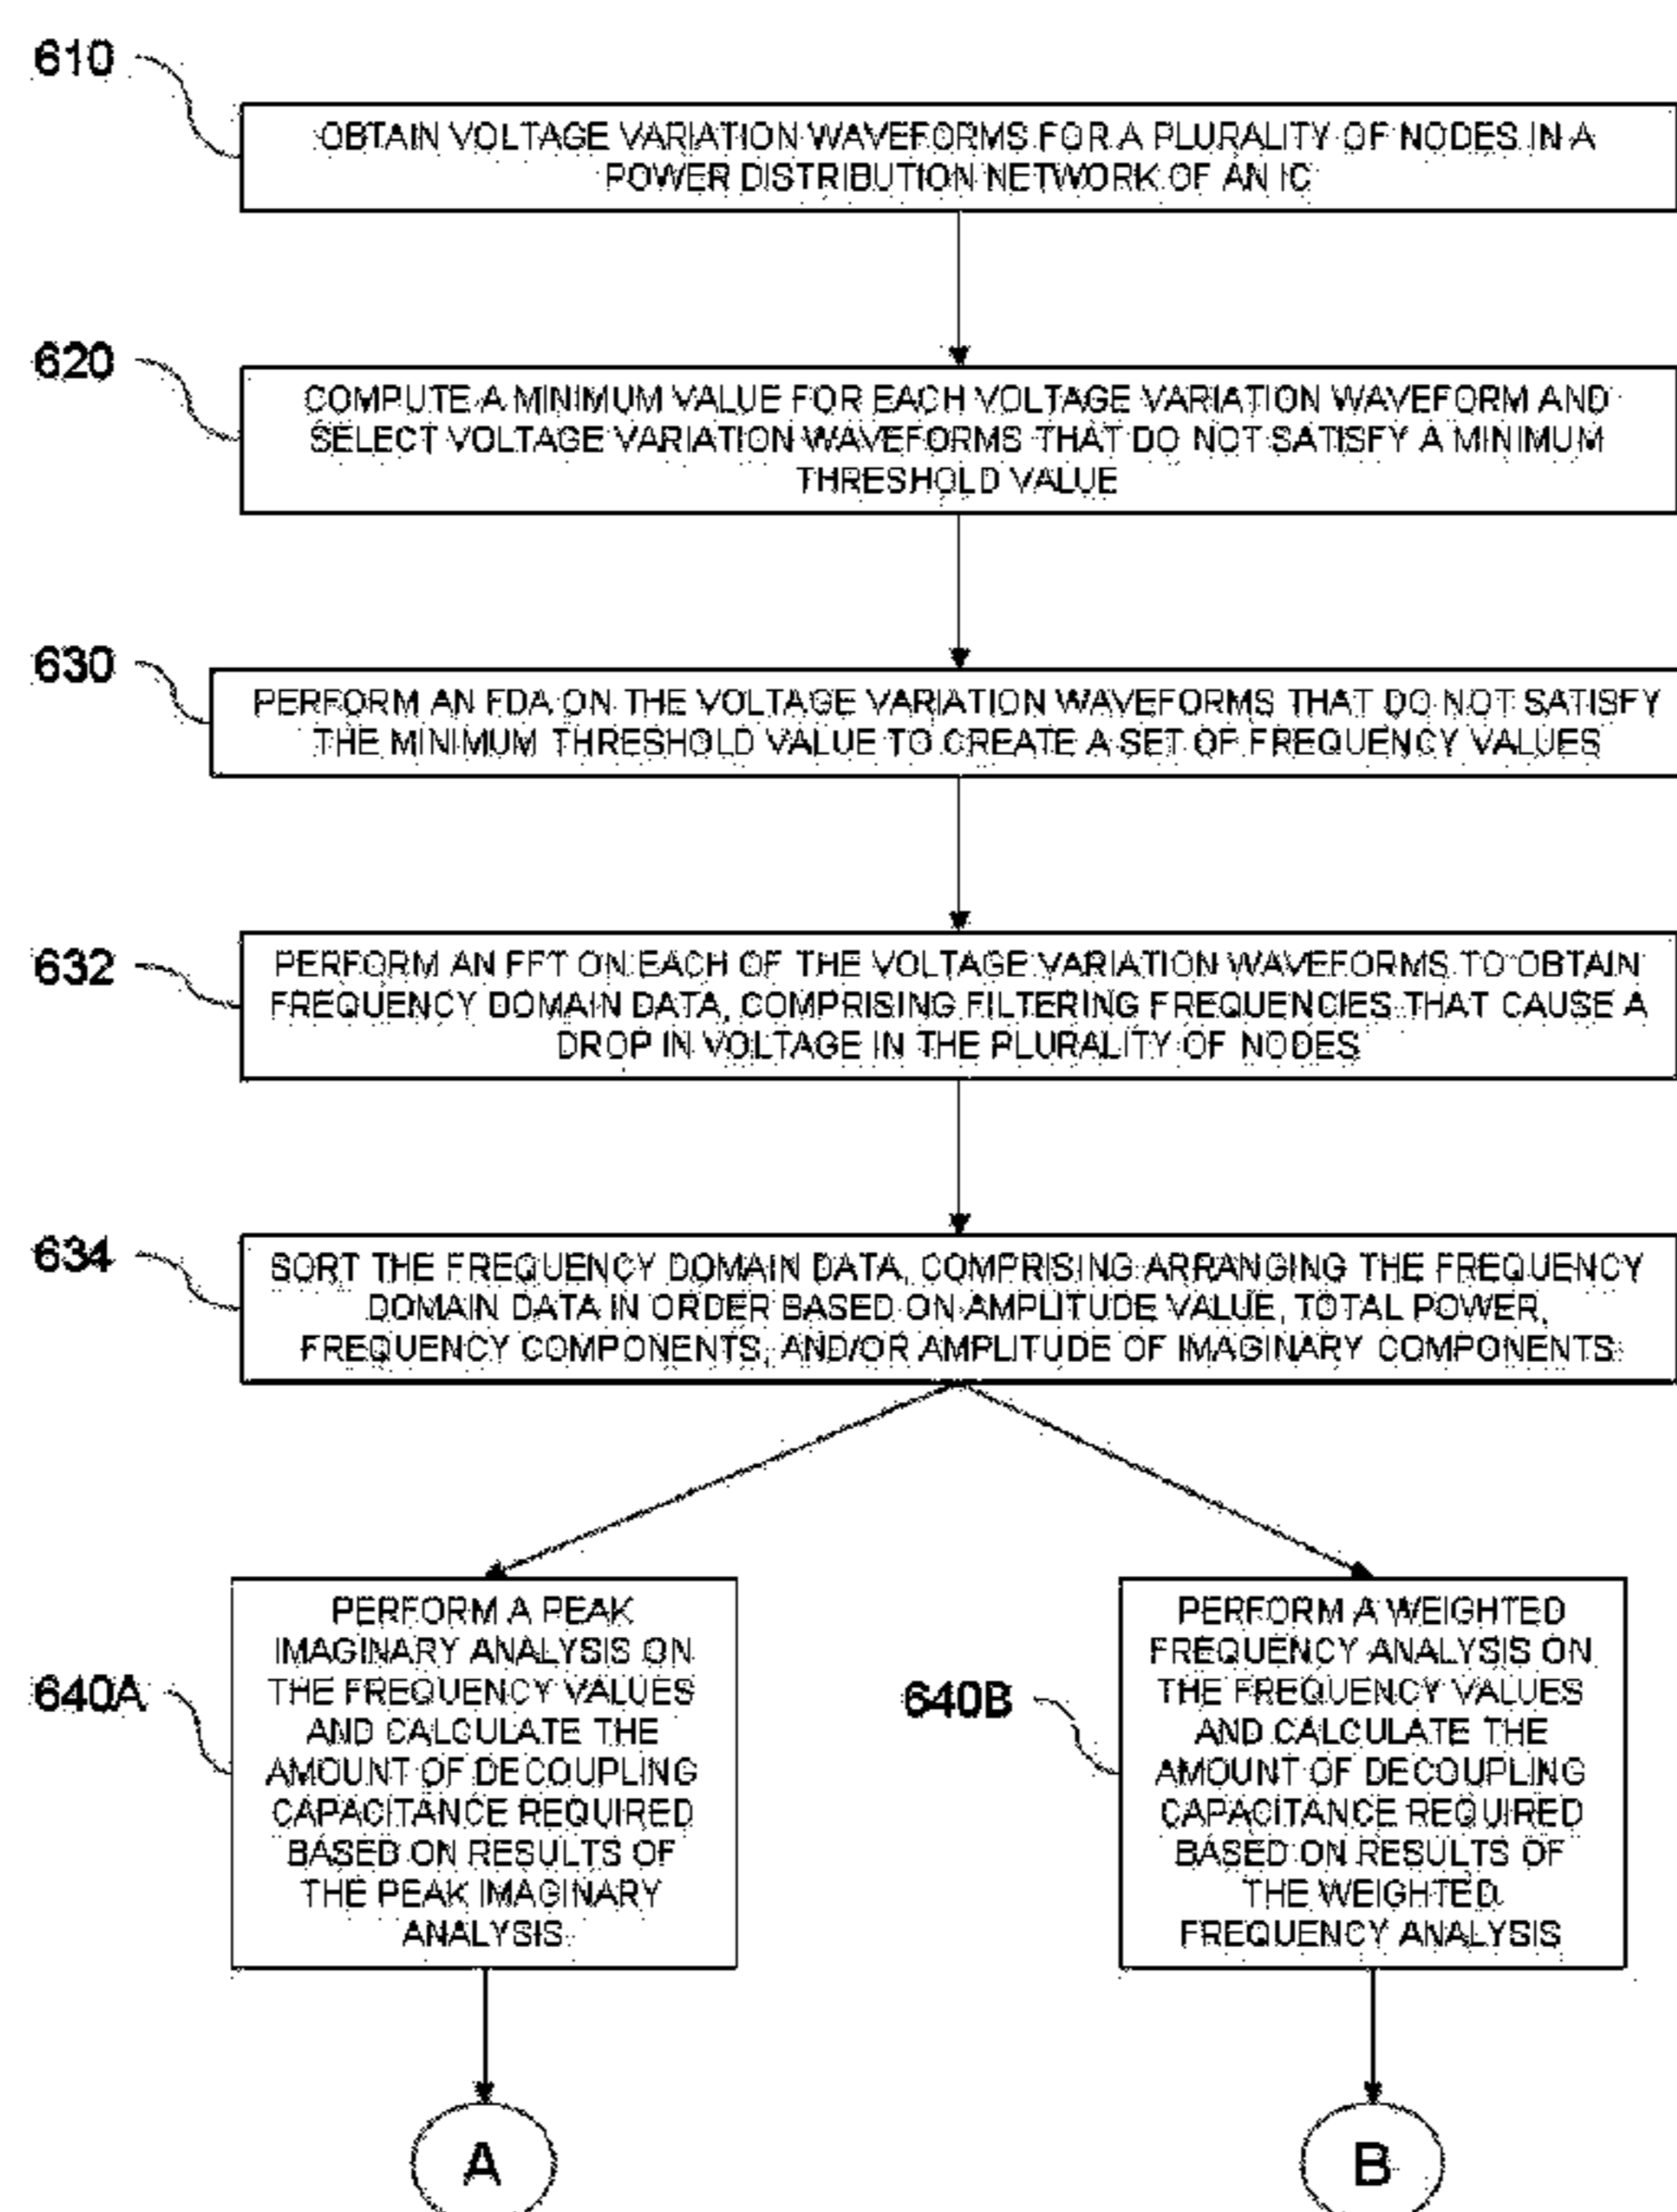 610
OBTAIN VOLTAGE VARIATION WAVEFORMS FOR A PLURALITY OF NODES IN A
POWER DISTRIBUTION NETWORK OF AN IC
620
COMPUTE A MINIMUM VALUE FOR EACH VOLTAGE VARIATION WAVEFORM AND
SELECT VOLTAGE VARIATION WAVEFORMS THAT DO NOT SATISFY A MINIMUM
THRESHOLD VALUE
630
PERFORM AN FDA ON THE VOLTAGE VARIATION WAVEFORMS THAT DO NOT SATISFY
THE MINIMUM THRESHOLD VALUE TO CREATE A SET OF FREQUENCY VALUES
632
PERFORM AN FFT ON EACH OF THE VOLTAGE VARIATION WAVEFORMS TO OBTAIN
FREQUENCY DOMAIN DATA, COMPRISING FILTERING FREQUENCIES THAT CAUSE A
DROP IN VOLTAGE IN THE PLURALITY OF NODES
634
SORT THE FREQUENCY DOMAIN DATA, COMPRISING ARRANGING THE FREQUENCY
DOMAIN DATA IN ORDER BASED ON AMPLITUDE VALUE, TOTAL POWER,
FREQUENCY COMPONENTS, AND/OR AMPLITUDE OF IMAGINARY COMPONENTS
640A
PERFORM A PEAK
IMAGINARY ANALYSIS ON
THE FREQUENCY VALUES
AND CALCULATE THE
AMOUNT OF DECOUPLING
CAPACITANCE REQUIRED
BASED ON RESULTS OF
THE PEAK IMAGINARY
ANALYSIS
640B
PERFORM A WEIGHTED
FREQUENCY ANALYSIS ON
THE FREQUENCY VALUES
AND CALCULATE THE
AMOUNT OF DECOUPLING
CAPACITANCE REQUIRED
BASED ON RESULTS OF
THE WEIGHTED
FREQUENCY ANALYSIS
A
B